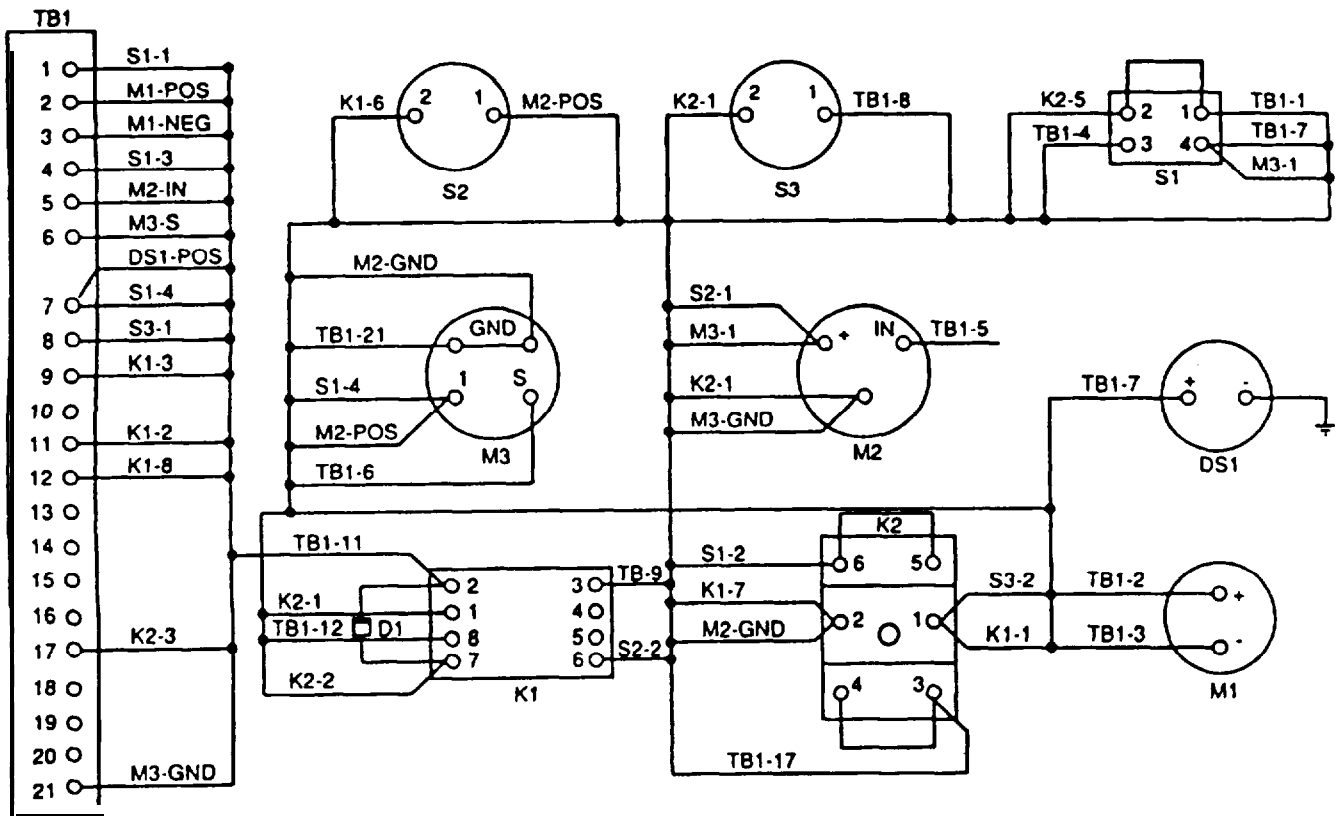 TB1
1 S1-1
2 M1-POS
3 M1-NEG
4 S1-3
5 M2-IN
6 M3-S
DS1-POS
7 S1-4
8 S3-1
9 K1-3
10
11 K1-2
12 K1-8
13
14
15
16
17 K2-3
18
19
20
21 M3-GND
K1-6 2 1 M2-POS
S2
K2-1 2 1 TB1-8
S3
K2-5 2 1 TB1-1
TB1-4 3 4 TB1-7
M3-1
S1
M2-GND
TB1-21 GND
S1-4 1 S
M2-POS
M3
TB1-6
S2-1
M3-1 + IN TB1-5
K2-1
M3-GND
M2
TB1-7 + -
DS1
TB1-11 2 3 TB-9
K2-1 1 4
TB1-12 D1 8 5
7 6 S2-2
K2-2
K1
K2
S1-2 6 5
K1-7 2 1 S3-2
M2-GND K1-1
4 3
TB1-17
TB1-2 +
TB1-3 -
M1